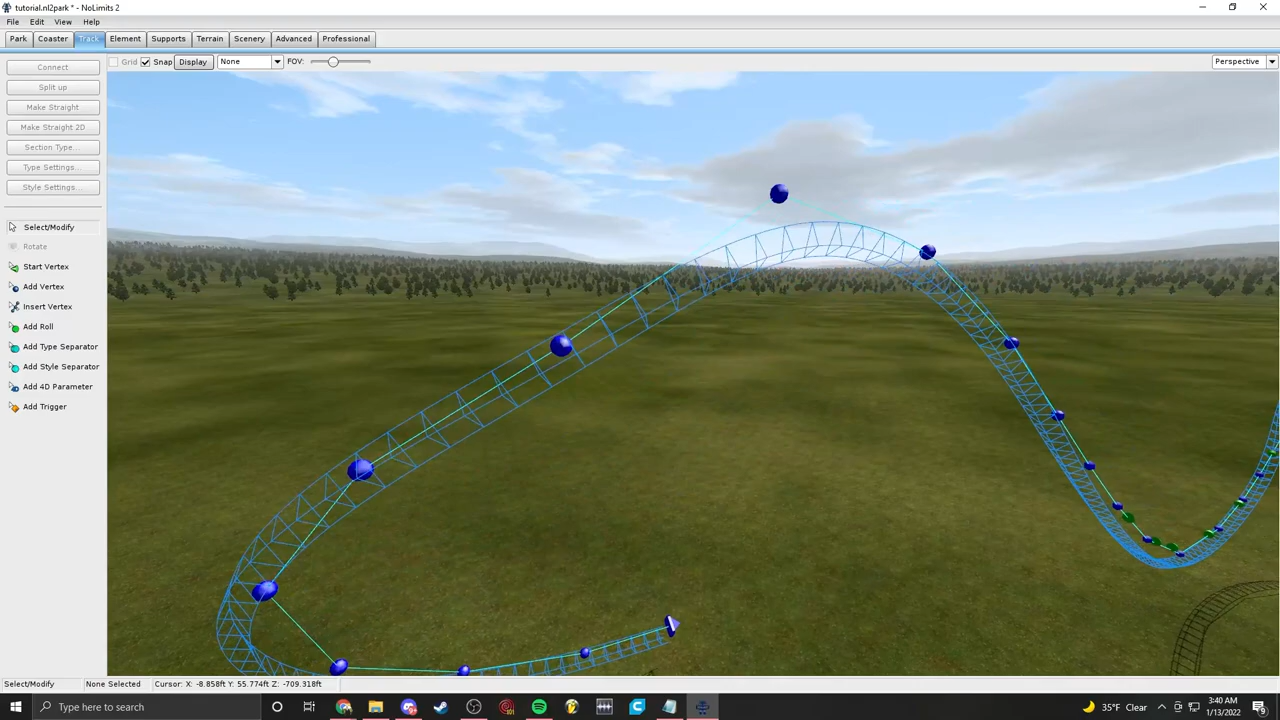 tutorial.nl2park * - NoLimits 2
File Edit View Help
Park Coaster Track Element Supports Terrain Scenery Advanced Professional
Grid Snap Display None FOV: Perspective
Connect
Split up
Make Straight
Make Straight 2D
Section Type...
Type Settings...
Style Settings...
Select/Modify
Rotate
Start Vertex
Add Vertex
Insert Vertex
Add Roll
Add Type Separator
Add Style Separator
Add 4D Parameter
Add Trigger
Select/Modify None Selected Cursor: X: -8.858ft Y: 55.774ft Z: -709.318ft
Type here to search
35°F Clear
3:40 AM
1/13/2022